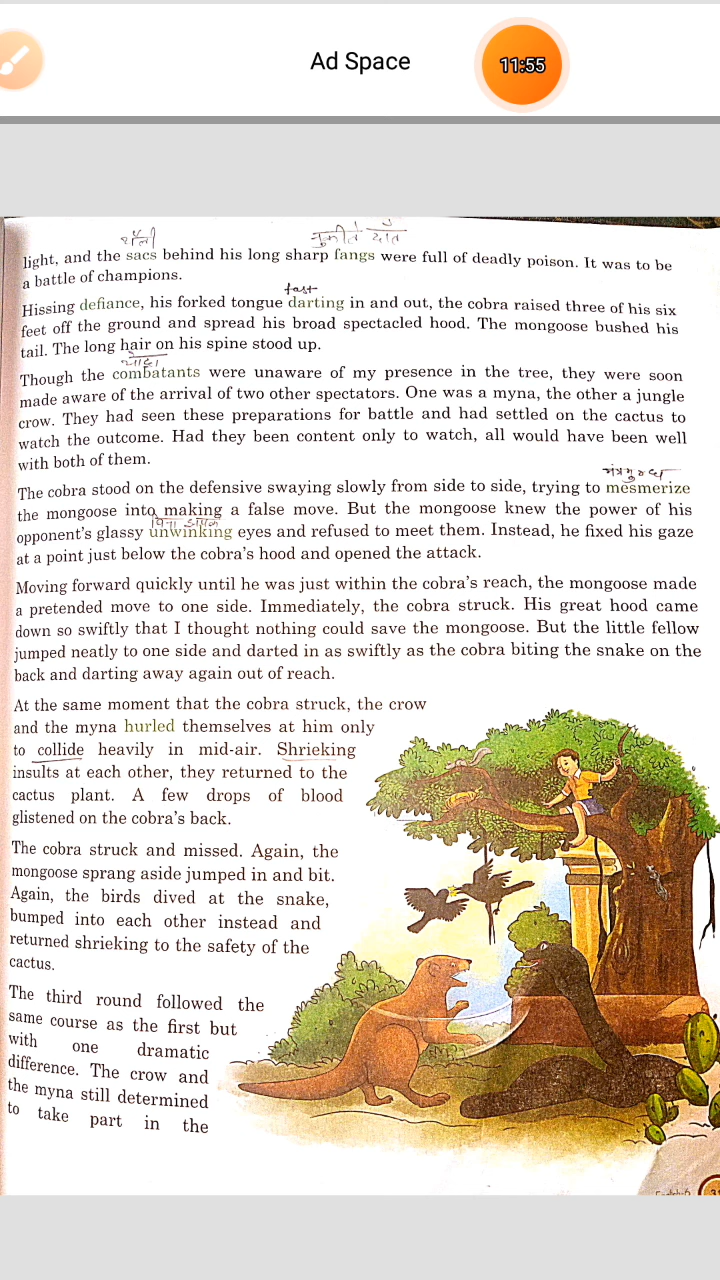 Ad Space
11:55
थैली
नुकीले दाँत
light, and the sacs behind his long sharp fangs were full of deadly poison. It was to be
a battle of champions.
fast
Hissing defiance, his forked tongue darting in and out, the cobra raised three of his six
feet off the ground and spread his broad spectacled hood. The mongoose bushed his
tail. The long hair on his spine stood up.
Though the combatants were unaware of my presence in the tree, they were soon
made aware of the arrival of two other spectators. One was a myna, the other a jungle
crow. They had seen these preparations for battle and had settled on the cactus to
watch the outcome. Had they been content only to watch, all would have been well
with both of them.
The cobra stood on the defensive swaying slowly from side to side, trying to mesmerize
the mongoose into making a false move. But the mongoose knew the power of his
opponent's glassy unwinking eyes and refused to meet them. Instead, he fixed his gaze
at a point just below the cobra's hood and opened the attack.
Moving forward quickly until he was just within the cobra's reach, the mongoose made
a pretended move to one side. Immediately, the cobra struck. His great hood came
down so swiftly that I thought nothing could save the mongoose. But the little fellow
jumped neatly to one side and darted in as swiftly as the cobra biting the snake on the
back and darting away again out of reach.
At the same moment that the cobra struck, the crow
and the myna hurled themselves at him only
to collide heavily in mid-air. Shrieking
insults at each other, they returned to the
cactus plant. A few drops of blood
glistened on the cobra's back.
The cobra struck and missed. Again, the
mongoose sprang aside jumped in and bit.
Again, the birds dived at the snake,
bumped into each other instead and
returned shrieking to the safety of the
cactus.
The third round followed the
same course as the first but
with one dramatic
difference. The crow and
the myna still determined
to take part in the